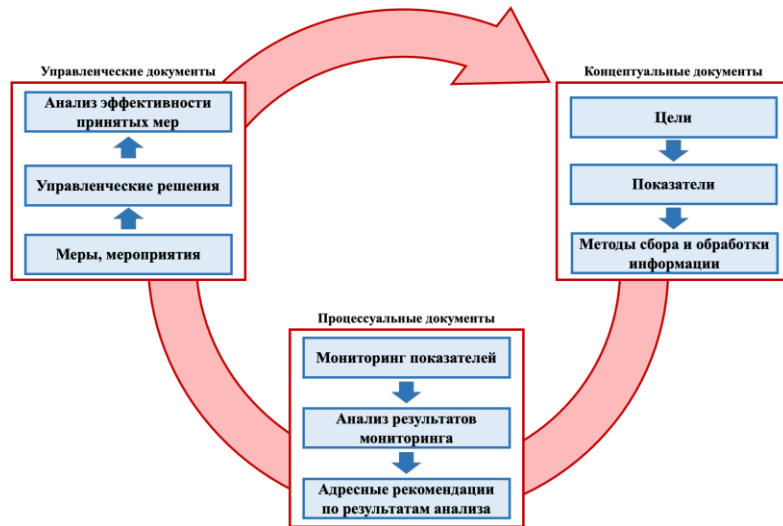 Управленческие документы
Анализ эффективности
принятых мер
Управленческие решения
Меры, мероприятия
Концептуальные документы
Цели
Показатели
Методы сбора и обработки
информации
Процессуальные документы
Мониторинг показателей
Анализ результатов
мониторинга
Адресные рекомендации
по результатам анализа